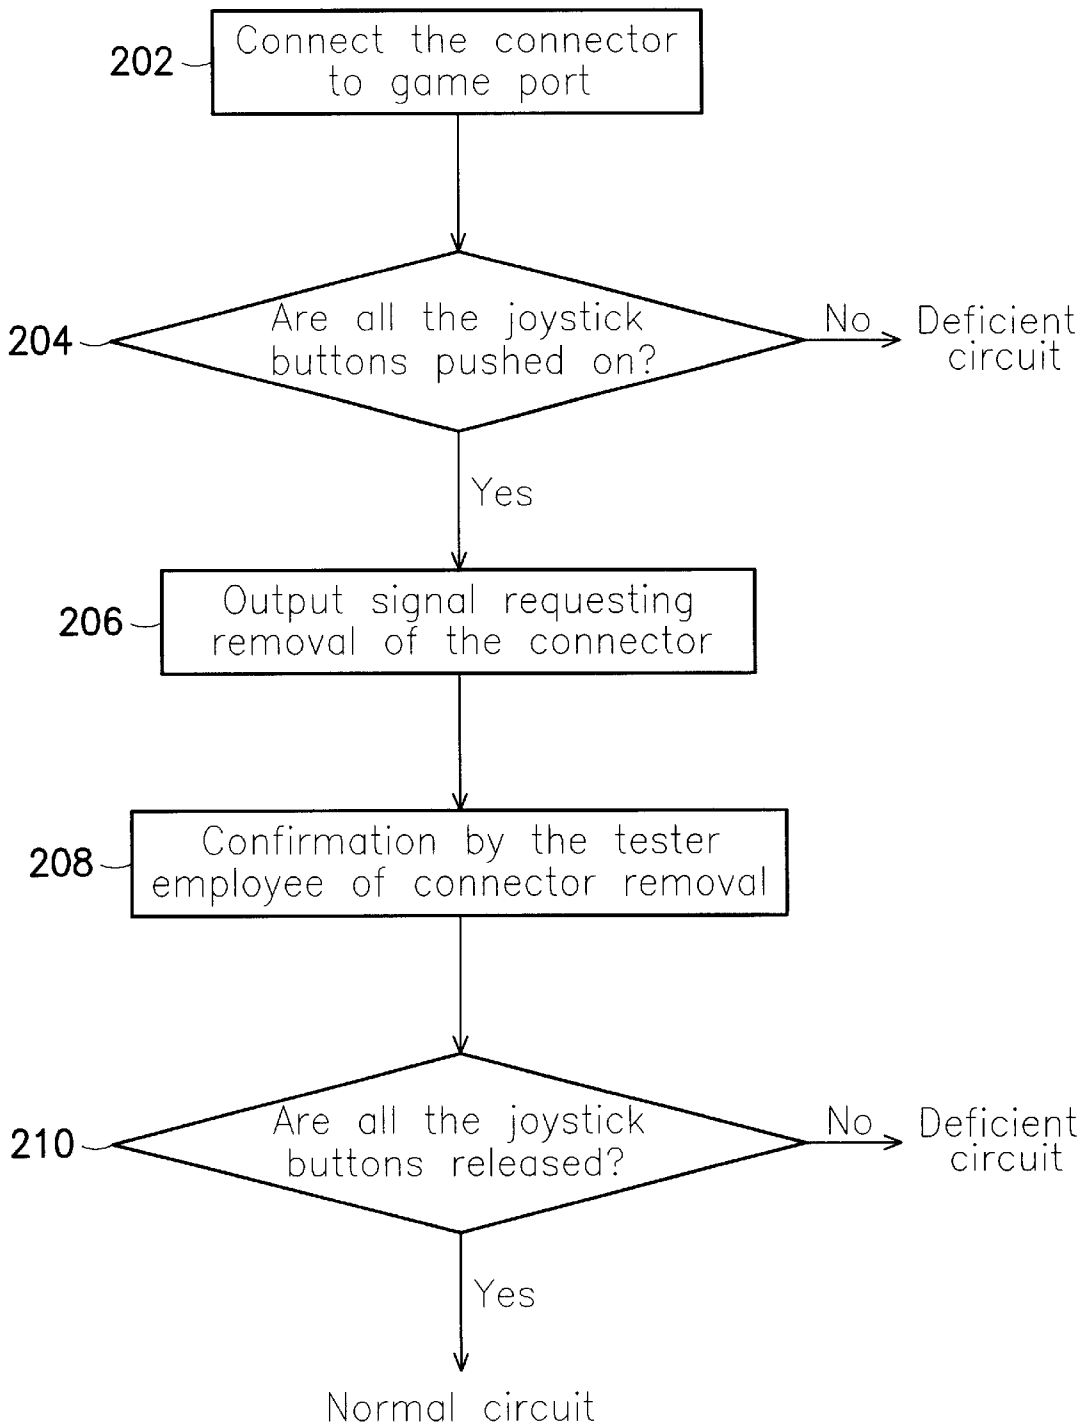 202
Connect the connector
to game port
204
Are all the joystick
buttons pushed on?
No
Deficient
circuit
Yes
206
Output signal requesting
removal of the connector
208
Confirmation by the tester
employee of connector removal
210
Are all the joystick
buttons released?
No
Deficient
circuit
Yes
Normal circuit